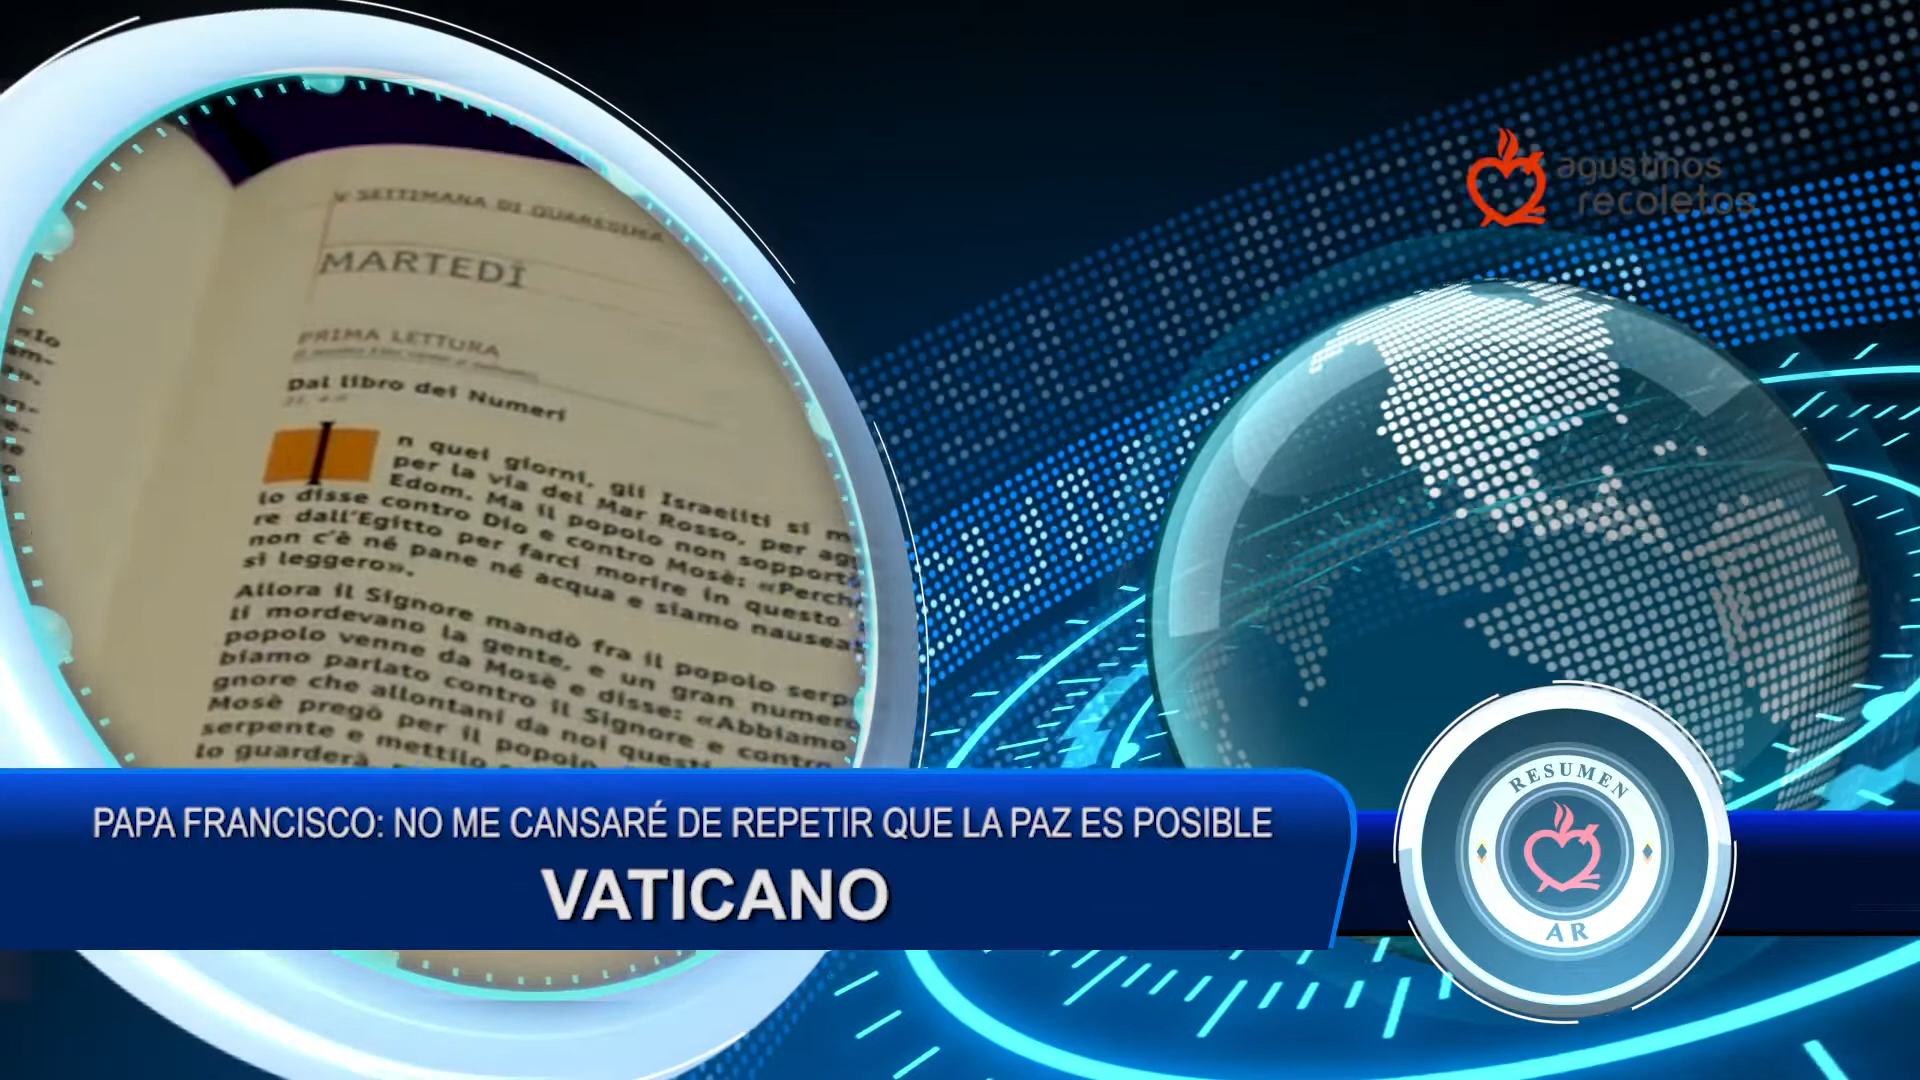 V SETTIMANA DI QUARESIMA
MARTEDÌ
PRIMA LETTURA
Dal libro dei Numeri
In quei giorni, gli Israeliti si m
per la via del Mar Rosso, per ag
Edom. Ma il popolo non sopport
lo disse contro Dio e contro Mosè: «Perch
re dall'Egitto per farci morire in questo
non c'è né pane né acqua e siamo nausea
sì leggero».
Allora il Signore mandò fra il popolo serp
li mordevano la gente, e un gran numero
popolo venne da Mosè e disse: «Abbiamo
biamo parlato contro il Signore e contro
gnore che allontani da noi questi
Mosè pregò per il popolo.
serpente e mettilo
lo guarderà
agustinos
recoletos
PAPA FRANCISCO: NO ME CANSARÉ DE REPETIR QUE LA PAZ ES POSIBLE
VATICANO
RESUMEN
AR